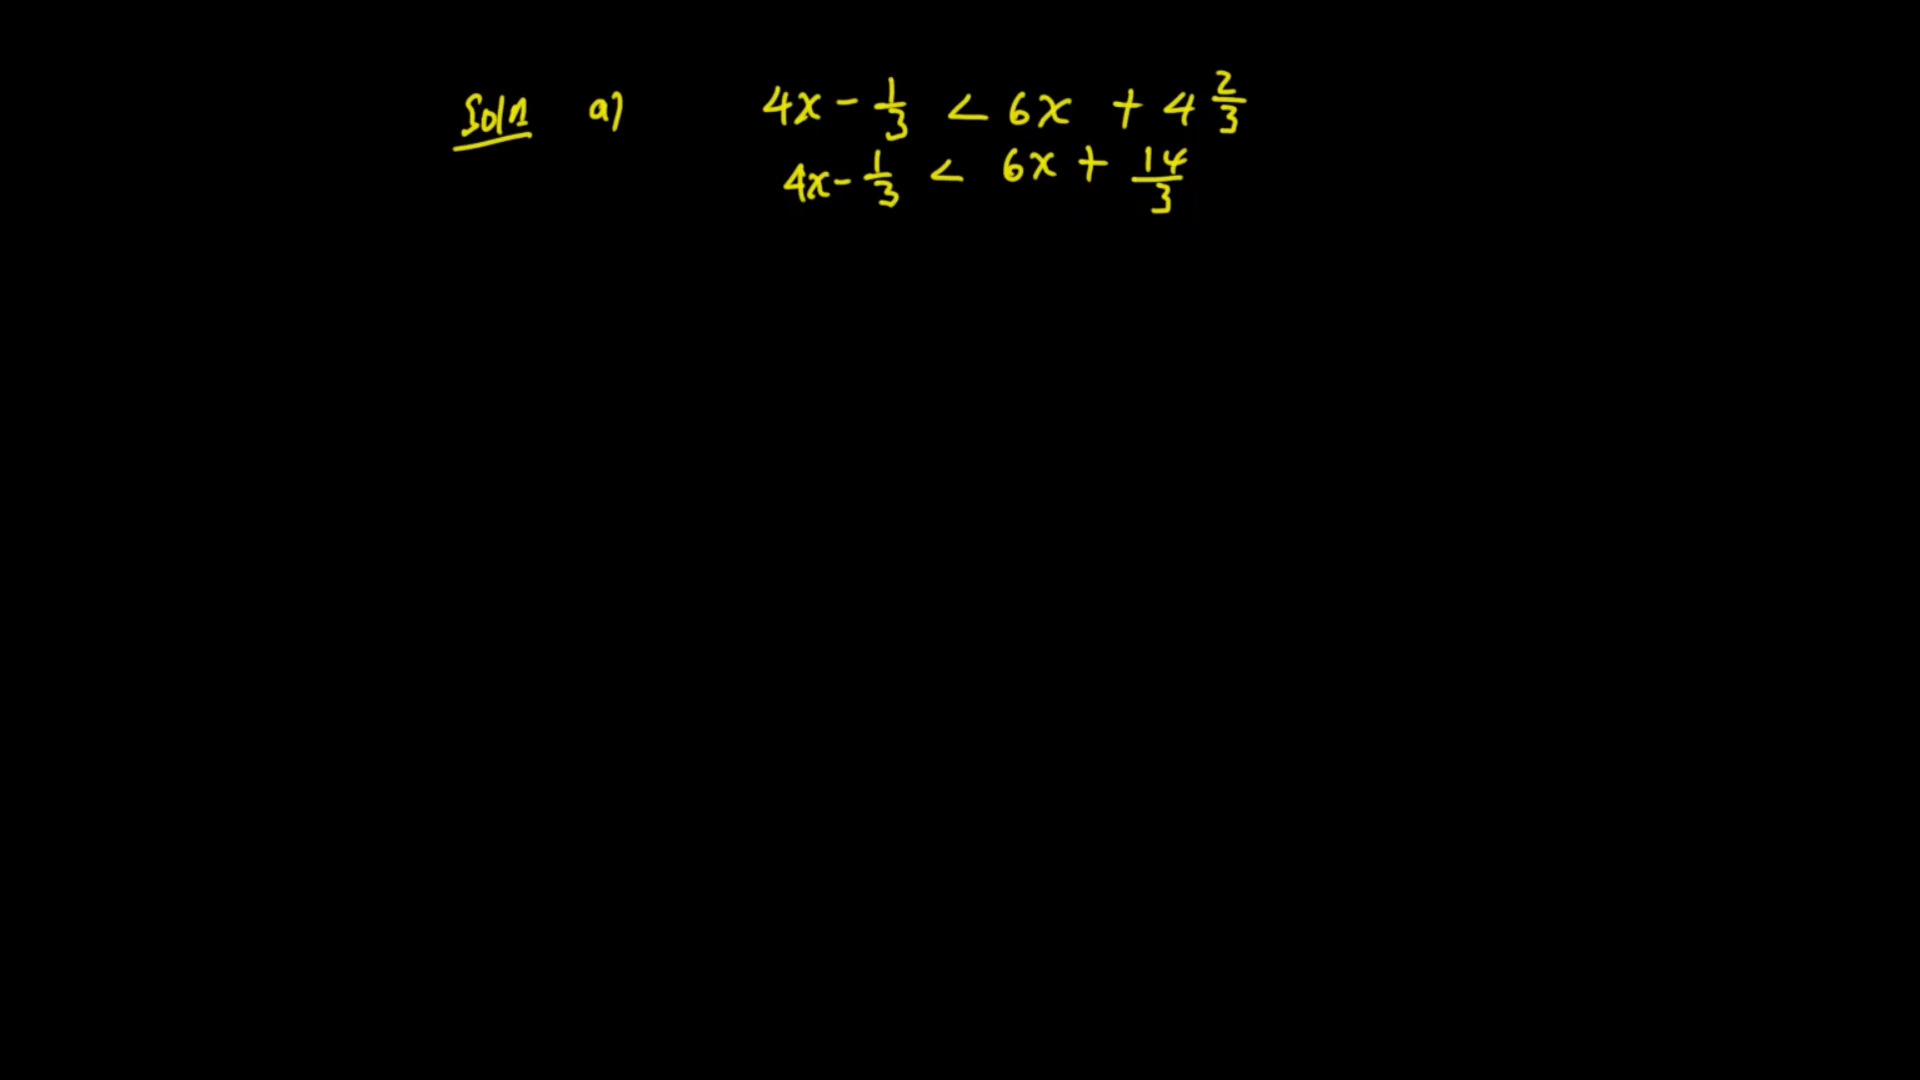 Soln a) 4x - 1/3 < 6x + 4 2/3
4x - 1/3 < 6x + 14/3